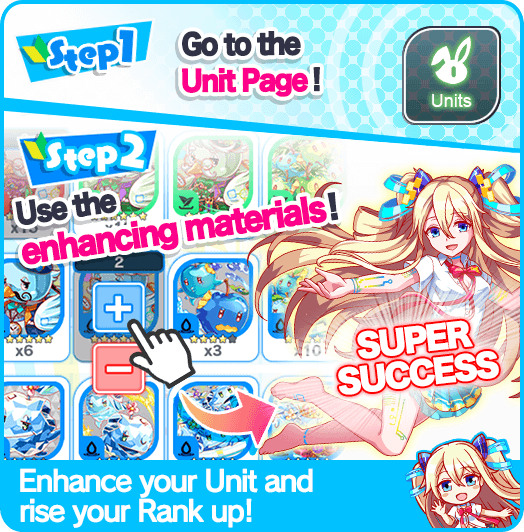 Step1
Go to the
Unit Page!
Units
Step2
Use the
enhancing materials!
2
x6
x3
x10
SUPER
SUCCESS
Enhance your Unit and
rise your Rank up!